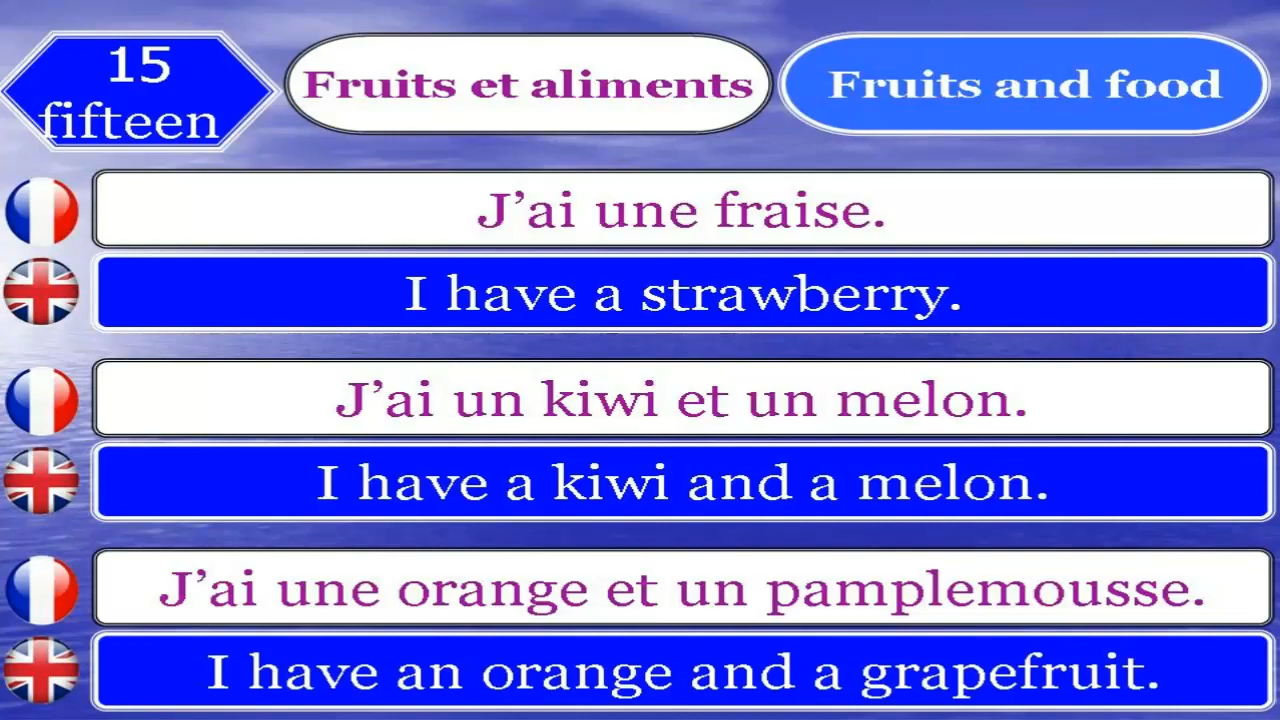 15
fifteen
Fruits et aliments
Fruits and food
J’ai une fraise.
I have a strawberry.
J’ai un kiwi et un melon.
I have a kiwi and a melon.
J’ai une orange et un pamplemousse.
I have an orange and a grapefruit.